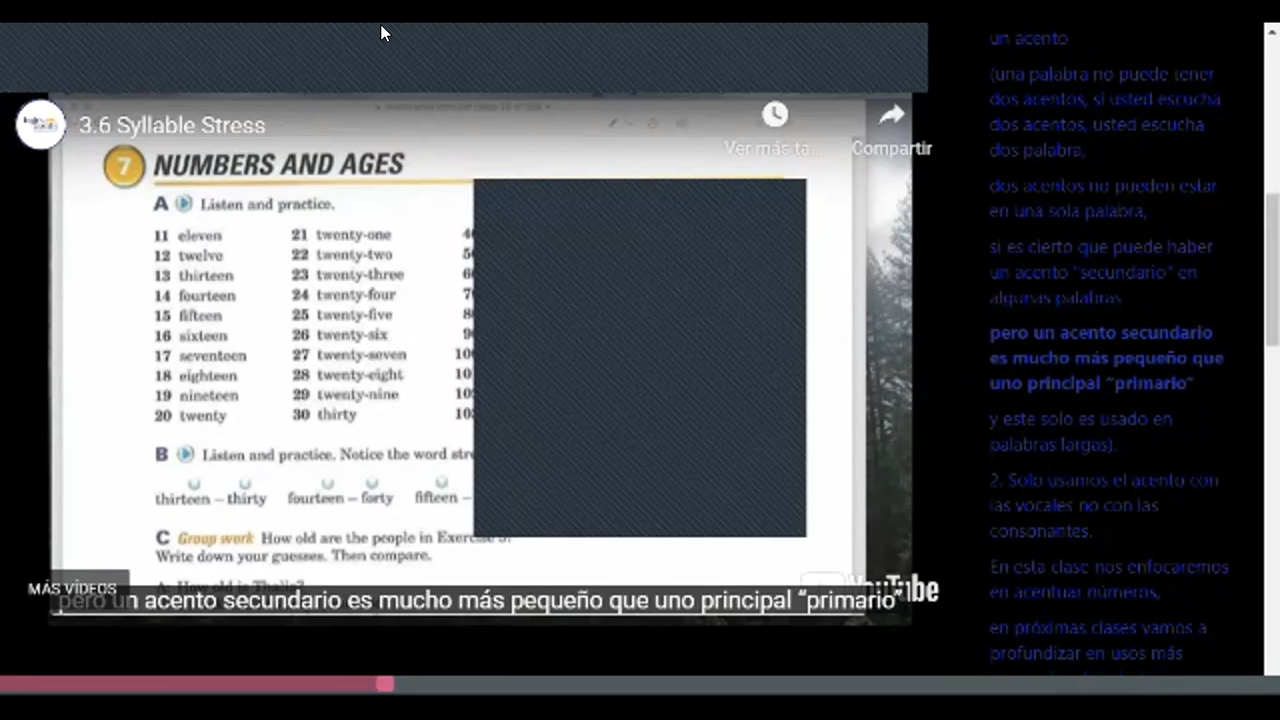 3.6 Syllable Stress
Ver más ta...
Compartir
7 NUMBERS AND AGES
A Listen and practice.
11 eleven 21 twenty-one
12 twelve 22 twenty-two
13 thirteen 23 twenty-three
14 fourteen 24 twenty-four
15 fifteen 25 twenty-five
16 sixteen 26 twenty-six
17 seventeen 27 twenty-seven
18 eighteen 28 twenty-eight
19 nineteen 29 twenty-nine
20 twenty 30 thirty
B Listen and practice. Notice the word
thirteen – thirty fourteen – forty fifteen –
C Group work How old are the people in
Write down your guesses. Then compare.
A: How old is Thalia?
MÁS VÍDEOS
YouTube
pero un acento secundario es mucho más pequeño que uno principal “primario”
un acento
(una palabra no puede tener
dos acentos, si usted escucha
dos acentos, usted escucha
dos palabra,
dos acentos no pueden estar
en una sola palabra,
si es cierto que puede haber
un acento "secundario" en
algunas palabras
pero un acento secundario
es mucho más pequeño que
uno principal “primario”
y este solo es usado en
palabras largas).
2. Solo usamos el acento con
las vocales no con las
consonantes.
En esta clase nos enfocaremos
en acentuar números,
en próximas clases vamos a
profundizar en usos más